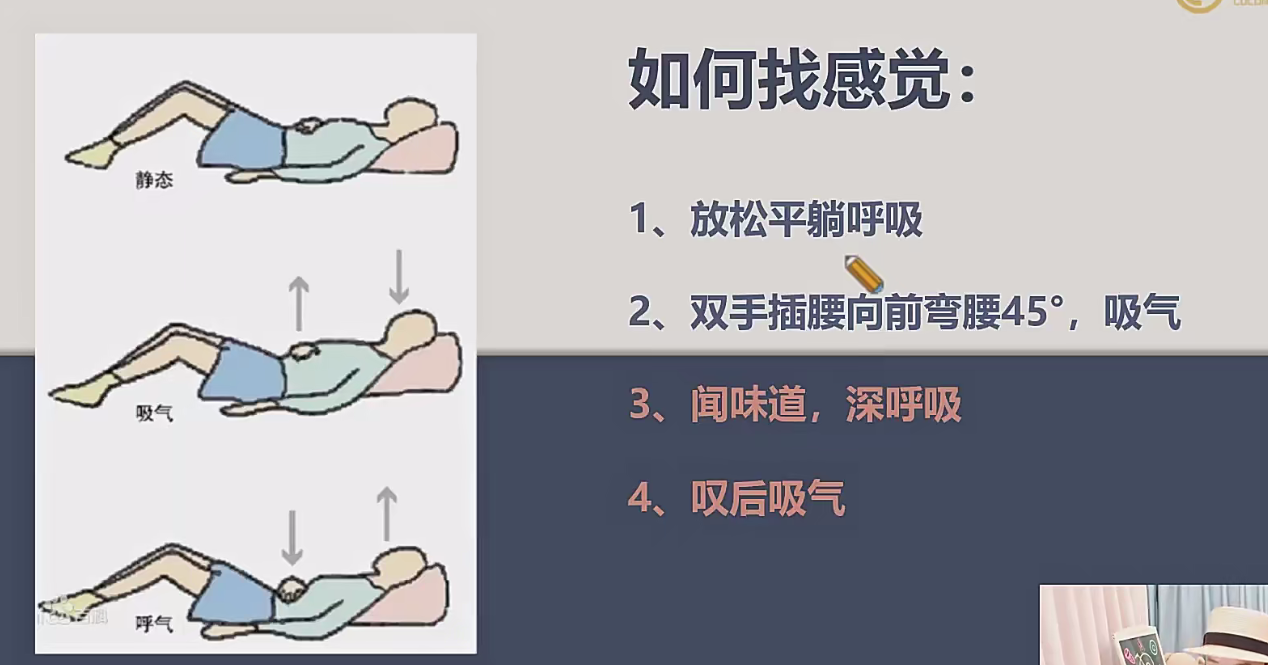 如何找感觉：
静态
1、放松平躺呼吸
2、双手插腰向前弯腰45°，吸气
吸气
3、闻味道，深呼吸
4、叹后吸气
呼气